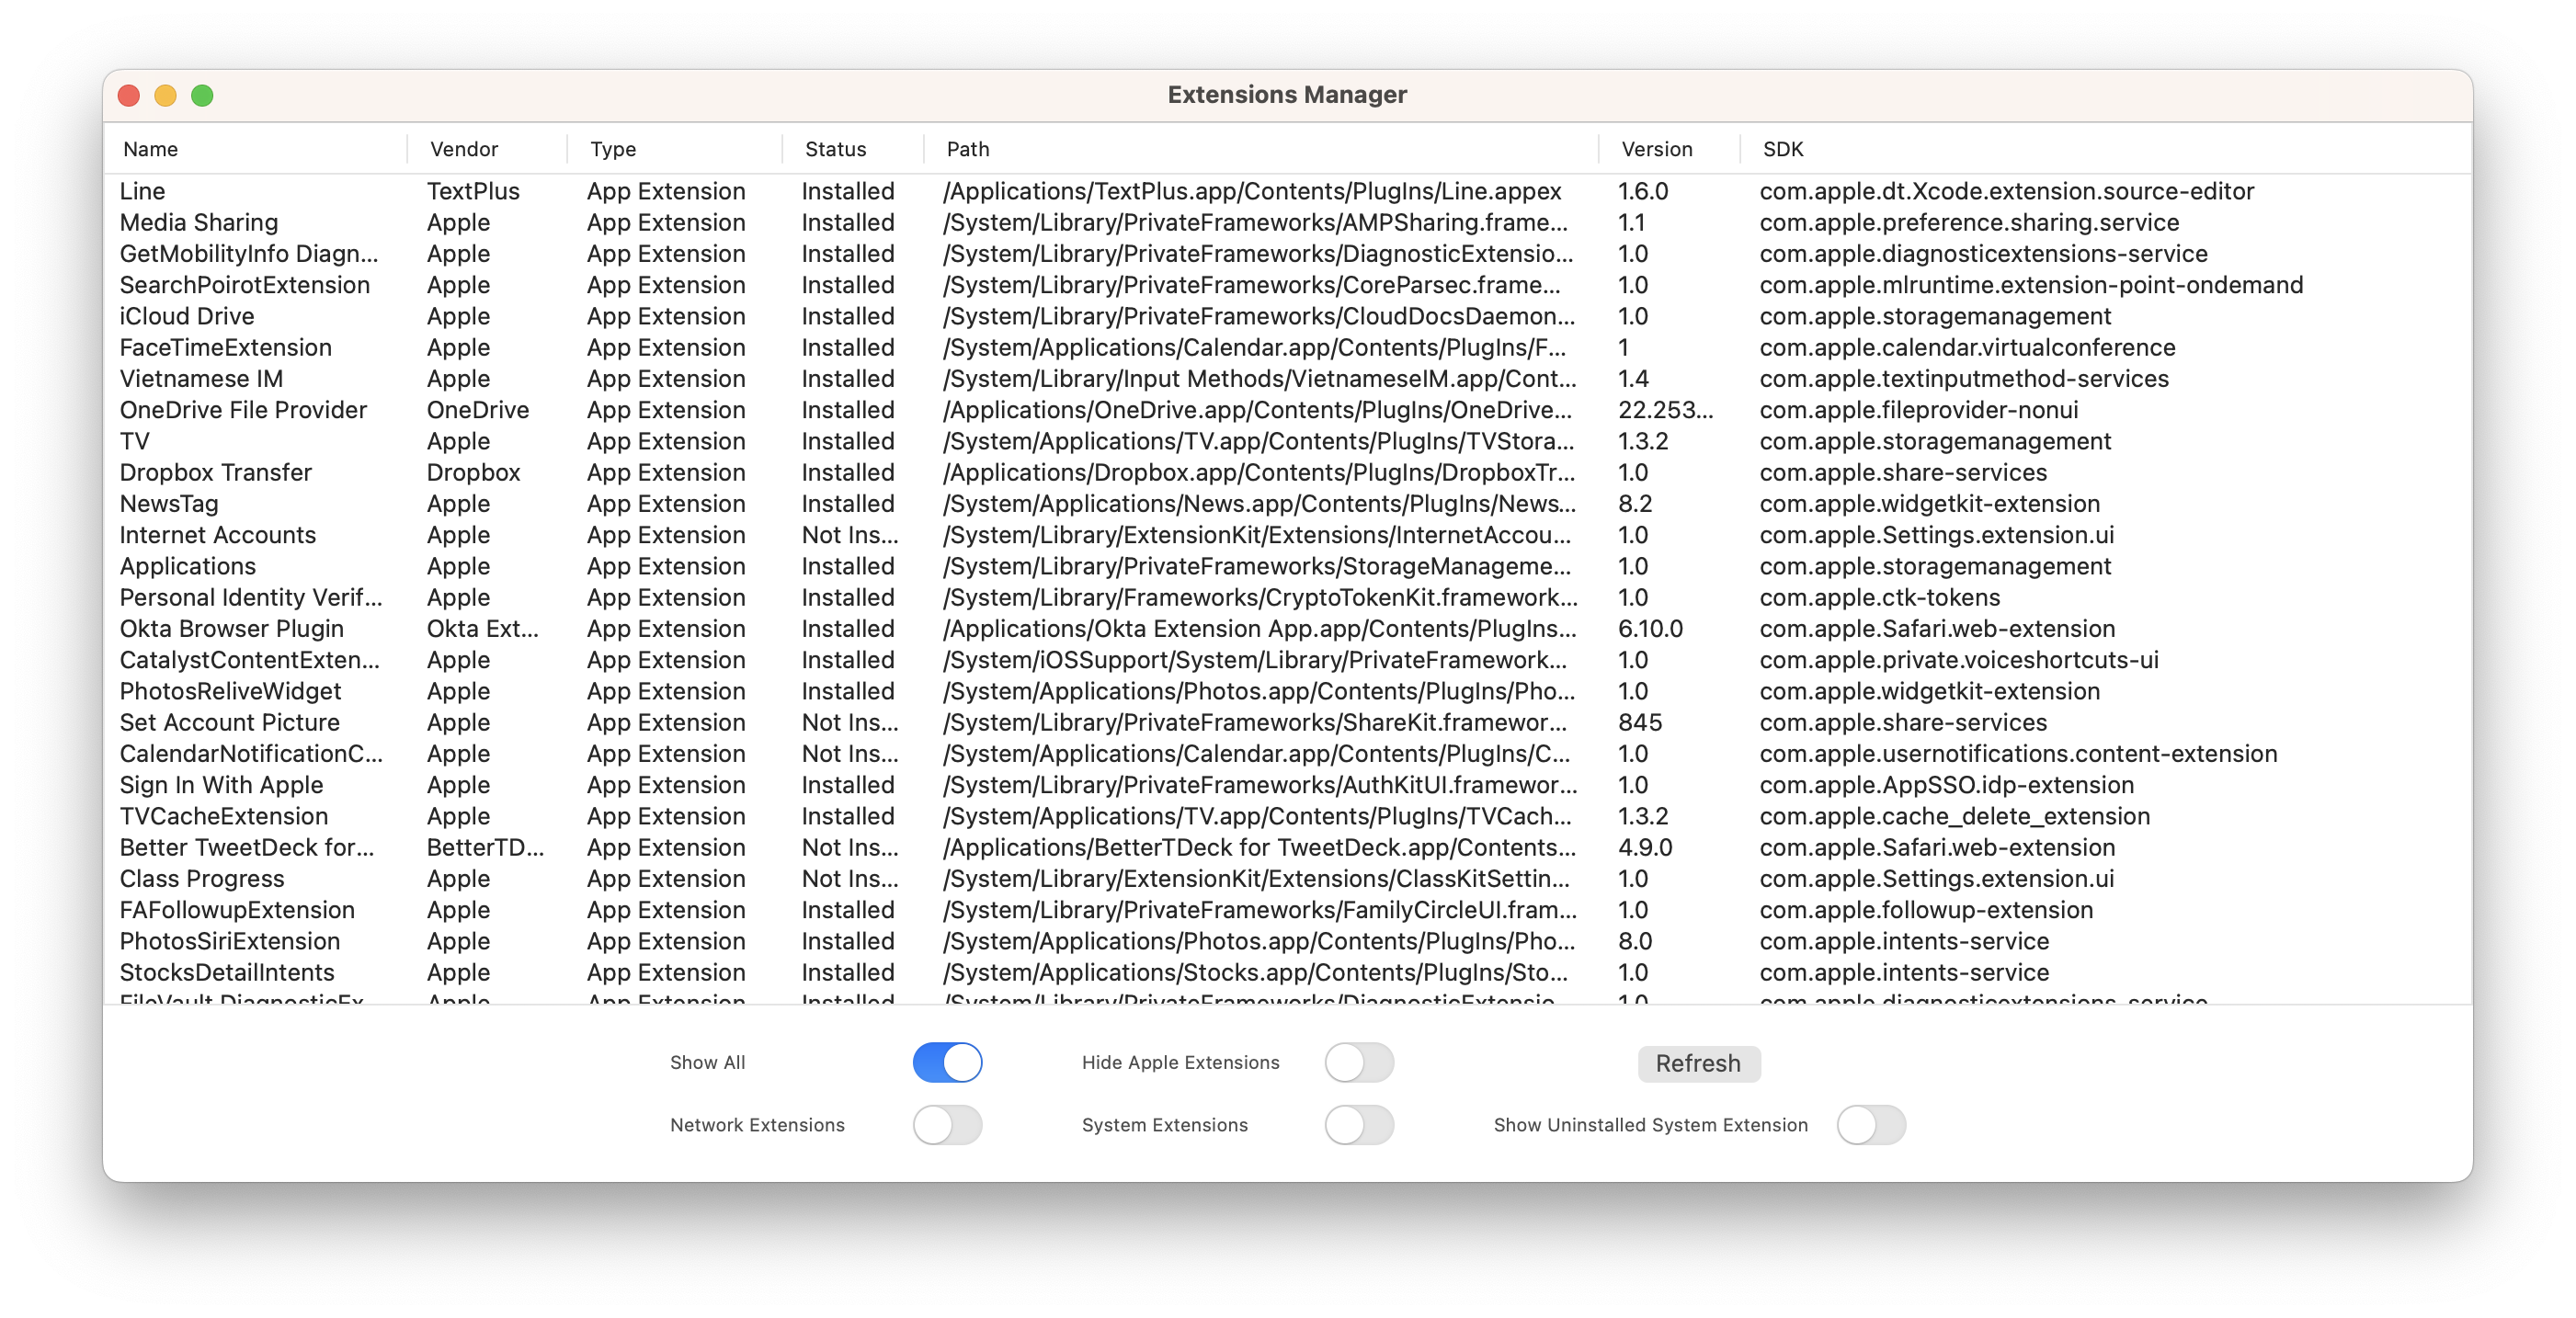 Extensions Manager
Name Vendor Type Status Path Version SDK
Line TextPlus App Extension Installed /Applications/TextPlus.app/Contents/PlugIns/Line.appex 1.6.0 com.apple.dt.Xcode.extension.source-editor
Media Sharing Apple App Extension Installed /System/Library/PrivateFrameworks/AMPSharing.frame... 1.1 com.apple.preference.sharing.service
GetMobilityInfo Diagn... Apple App Extension Installed /System/Library/PrivateFrameworks/DiagnosticExtensio... 1.0 com.apple.diagnosticextensions-service
SearchPoirotExtension Apple App Extension Installed /System/Library/PrivateFrameworks/CoreParsec.frame... 1.0 com.apple.mlruntime.extension-point-ondemand
iCloud Drive Apple App Extension Installed /System/Library/PrivateFrameworks/CloudDocsDaemon... 1.0 com.apple.storagemanagement
FaceTimeExtension Apple App Extension Installed /System/Applications/Calendar.app/Contents/PlugIns/F... 1 com.apple.calendar.virtualconference
Vietnamese IM Apple App Extension Installed /System/Library/Input Methods/VietnameseIM.app/Cont... 1.4 com.apple.textinputmethod-services
OneDrive File Provider OneDrive App Extension Installed /Applications/OneDrive.app/Contents/PlugIns/OneDrive... 22.253... com.apple.fileprovider-nonui
TV Apple App Extension Installed /System/Applications/TV.app/Contents/PlugIns/TVStora... 1.3.2 com.apple.storagemanagement
Dropbox Transfer Dropbox App Extension Installed /Applications/Dropbox.app/Contents/PlugIns/DropboxTr... 1.0 com.apple.share-services
NewsTag Apple App Extension Installed /System/Applications/News.app/Contents/PlugIns/News... 8.2 com.apple.widgetkit-extension
Internet Accounts Apple App Extension Not Ins... /System/Library/ExtensionKit/Extensions/InternetAccou... 1.0 com.apple.Settings.extension.ui
Applications Apple App Extension Installed /System/Library/PrivateFrameworks/StorageManageme... 1.0 com.apple.storagemanagement
Personal Identity Verif... Apple App Extension Installed /System/Library/Frameworks/CryptoTokenKit.framework... 1.0 com.apple.ctk-tokens
Okta Browser Plugin Okta Ext... App Extension Installed /Applications/Okta Extension App.app/Contents/PlugIns... 6.10.0 com.apple.Safari.web-extension
CatalystContentExten... Apple App Extension Installed /System/iOSSupport/System/Library/PrivateFramework... 1.0 com.apple.private.voiceshortcuts-ui
PhotosReliveWidget Apple App Extension Installed /System/Applications/Photos.app/Contents/PlugIns/Pho... 1.0 com.apple.widgetkit-extension
Set Account Picture Apple App Extension Not Ins... /System/Library/PrivateFrameworks/ShareKit.framewor... 845 com.apple.share-services
CalendarNotificationC... Apple App Extension Not Ins... /System/Applications/Calendar.app/Contents/PlugIns/C... 1.0 com.apple.usernotifications.content-extension
Sign In With Apple Apple App Extension Installed /System/Library/PrivateFrameworks/AuthKitUI.framewor... 1.0 com.apple.AppSSO.idp-extension
TVCacheExtension Apple App Extension Installed /System/Applications/TV.app/Contents/PlugIns/TVCach... 1.3.2 com.apple.cache_delete_extension
Better TweetDeck for... BetterTD... App Extension Not Ins... /Applications/BetterTDeck for TweetDeck.app/Contents... 4.9.0 com.apple.Safari.web-extension
Class Progress Apple App Extension Not Ins... /System/Library/ExtensionKit/Extensions/ClassKitSettin... 1.0 com.apple.Settings.extension.ui
FAFollowupExtension Apple App Extension Installed /System/Library/PrivateFrameworks/FamilyCircleUI.fram... 1.0 com.apple.followup-extension
PhotosSiriExtension Apple App Extension Installed /System/Applications/Photos.app/Contents/PlugIns/Pho... 8.0 com.apple.intents-service
StocksDetailIntents Apple App Extension Installed /System/Applications/Stocks.app/Contents/PlugIns/Sto... 1.0 com.apple.intents-service
FileVault DiagnosticEx... Apple App Extension Installed /System/Library/PrivateFrameworks/DiagnosticExtensio... 1.0 com.apple.diagnosticextensions-service
Show All Hide Apple Extensions Refresh
Network Extensions System Extensions Show Uninstalled System Extension